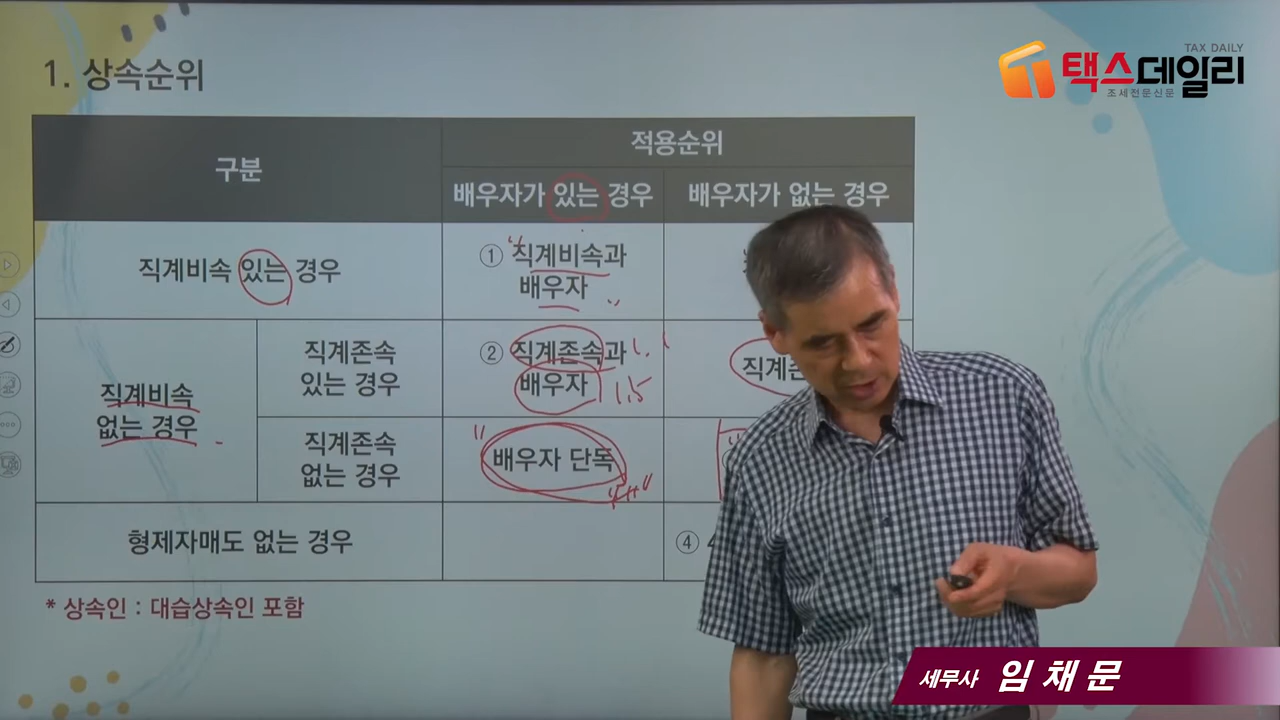 1. 상속순위
TAX DAILY
택스데일리
조세전문신문
구분
적용순위
배우자가 있는 경우
배우자가 없는 경우
직계비속 있는 경우
① 직계비속과
배우자
직계비속
없는 경우
직계존속
있는 경우
② 직계존속과
배우자
1.5
직계존
직계존속
없는 경우
배우자 단독
형제자매도 없는 경우
④ 4
* 상속인 : 대습상속인 포함
세무사 임채문